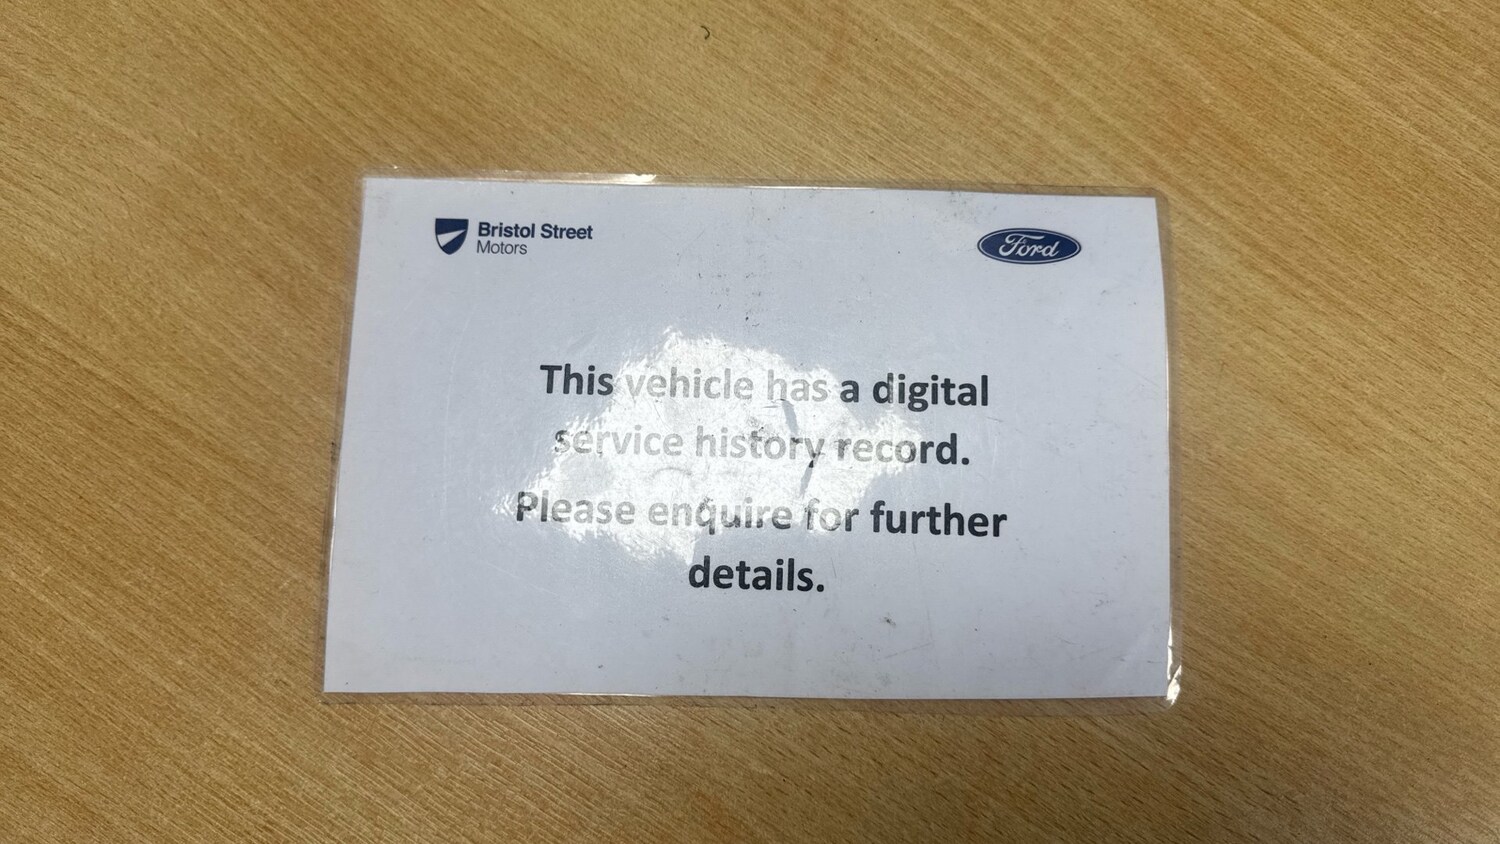 Bristol Street
Motors
Ford
This vehicle has a digital
service history record.
Please enquire for further
details.